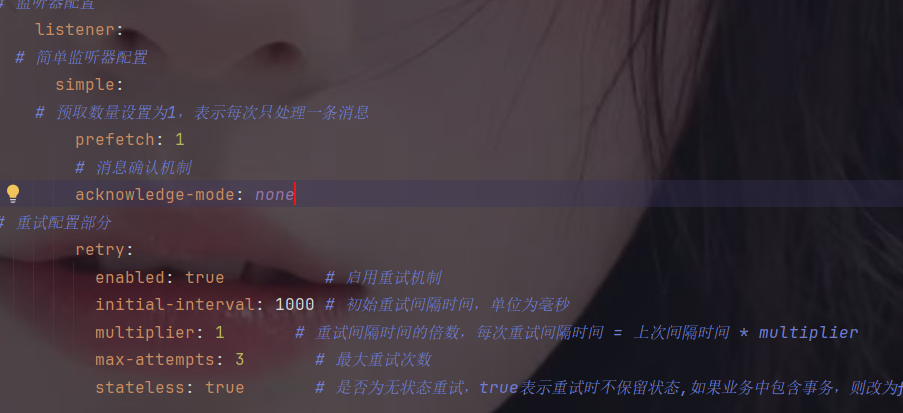 # 监听器配置
listener:
# 简单监听器配置
simple:
# 预取数量设置为1，表示每次只处理一条消息
prefetch: 1
# 消息确认机制
acknowledge-mode: none
# 重试配置部分
retry:
enabled: true # 启用重试机制
initial-interval: 1000 # 初始重试间隔时间，单位为毫秒
multiplier: 1 # 重试间隔时间的倍数，每次重试间隔时间 = 上次间隔时间 * multiplier
max-attempts: 3 # 最大重试次数
stateless: true # 是否为无状态重试，true表示重试时不保留状态,如果业务中包含事务，则改为f